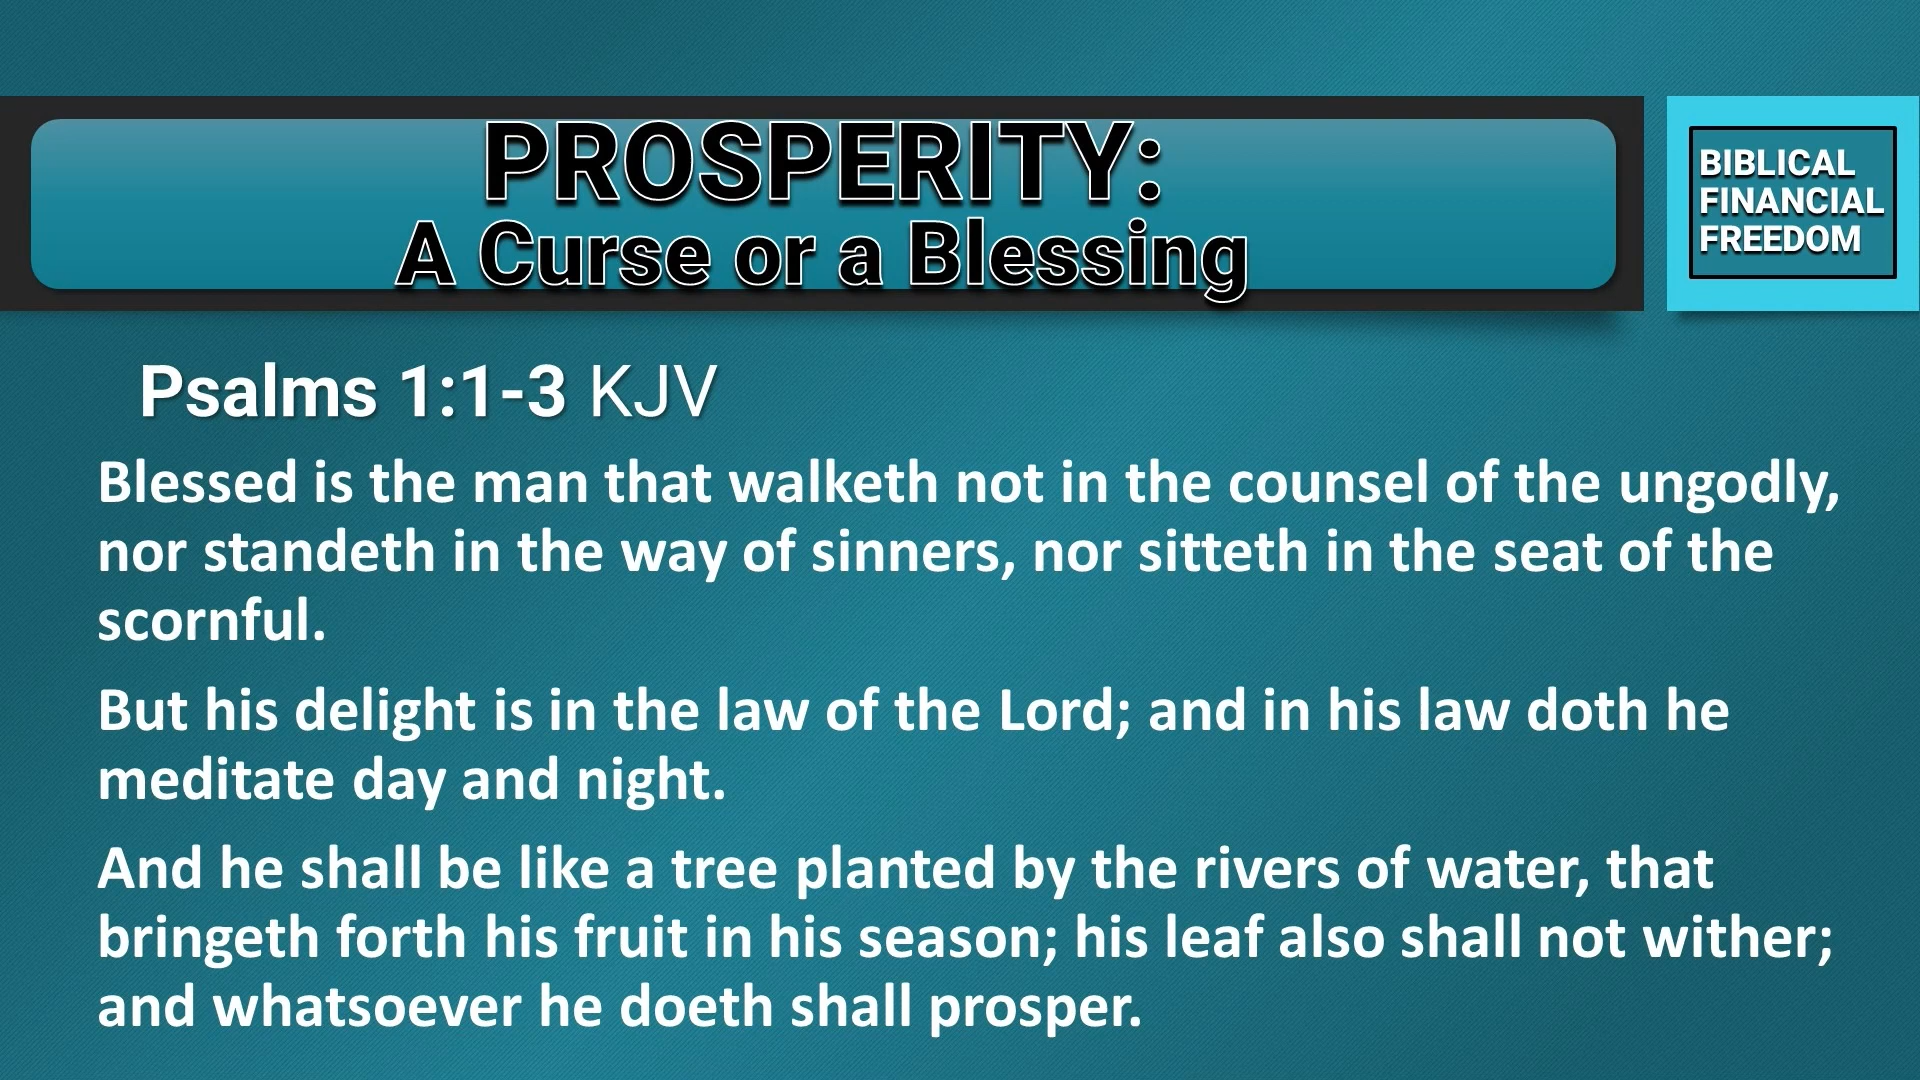 PROSPERITY:
A Curse or a Blessing
BIBLICAL
FINANCIAL
FREEDOM
Psalms 1:1-3 KJV
Blessed is the man that walketh not in the counsel of the ungodly,
nor standeth in the way of sinners, nor sitteth in the seat of the
scornful.
But his delight is in the law of the Lord; and in his law doth he
meditate day and night.
And he shall be like a tree planted by the rivers of water, that
bringeth forth his fruit in his season; his leaf also shall not wither;
and whatsoever he doeth shall prosper.